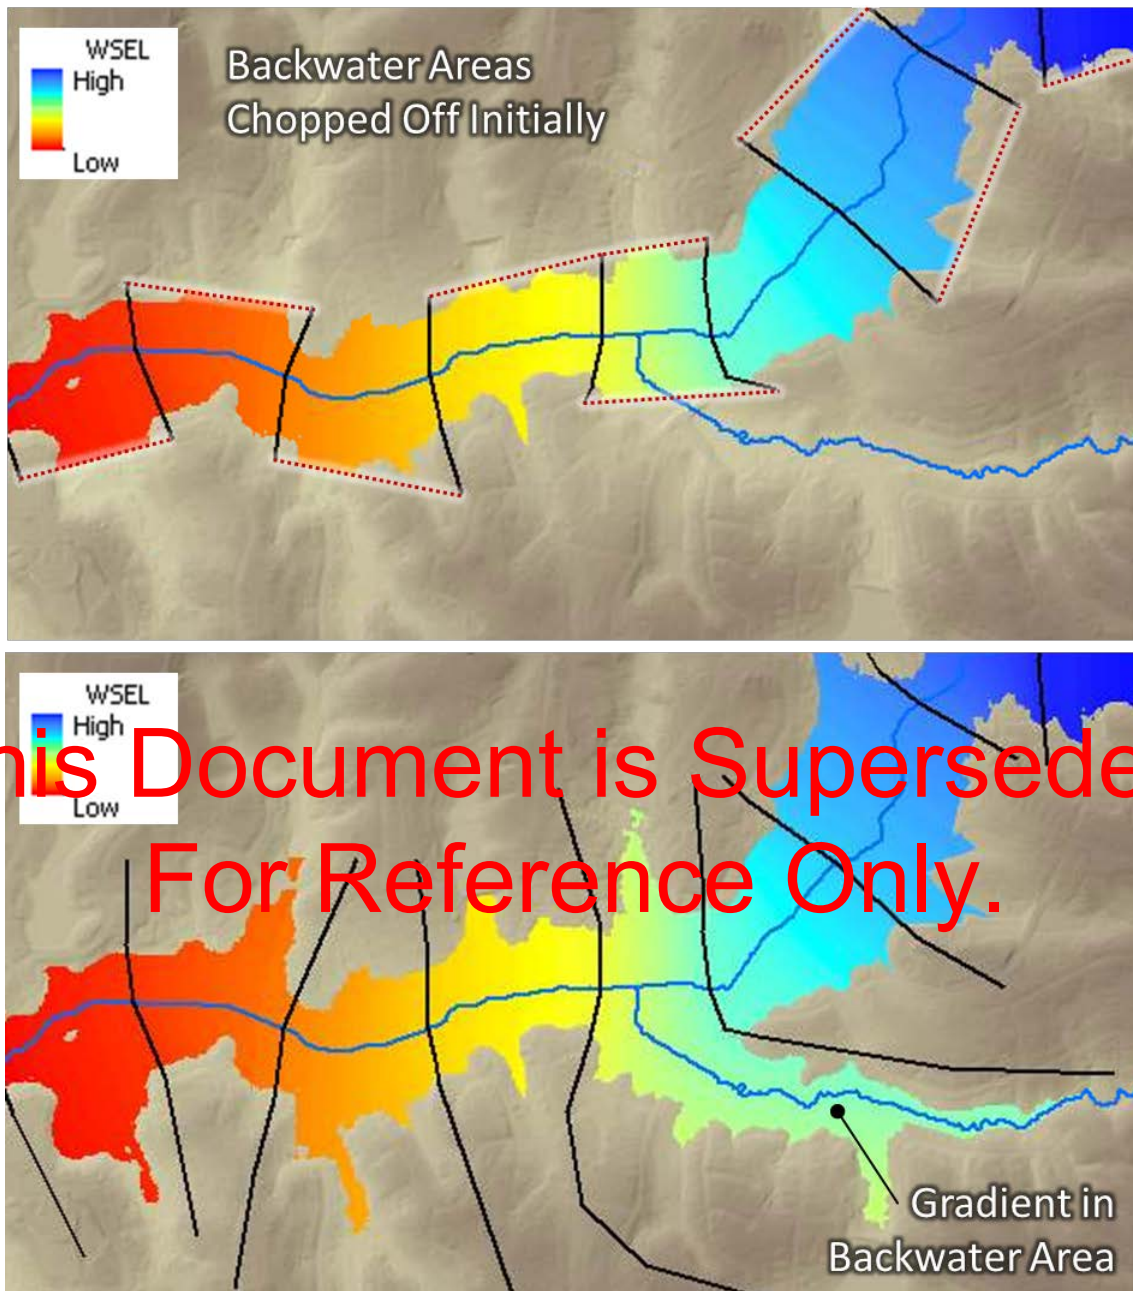 WSEL
High
Low
Backwater Areas
Chopped Off Initially
WSEL
High
Low
his Document is Supersede
For Reference Only.
Gradient in
Backwater Area